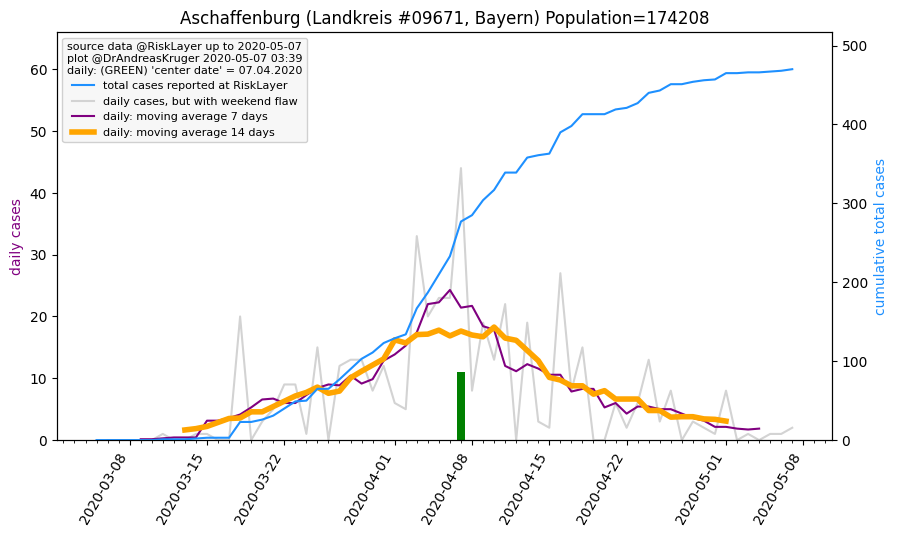 Aschaffenburg (Landkreis #09671, Bayern) Population=174208
source data @RiskLayer up to 2020-05-07
plot @DrAndreasKruger 2020-05-07 03:39
daily: (GREEN) 'center date' = 07.04.2020
total cases reported at RiskLayer
daily cases, but with weekend flaw
daily: moving average 7 days
daily: moving average 14 days
daily cases
60
50
40
30
20
10
0
cumulative total cases
500
400
300
200
100
0
2020-03-08
2020-03-15
2020-03-22
2020-04-01
2020-04-08
2020-04-15
2020-04-22
2020-05-01
2020-05-08